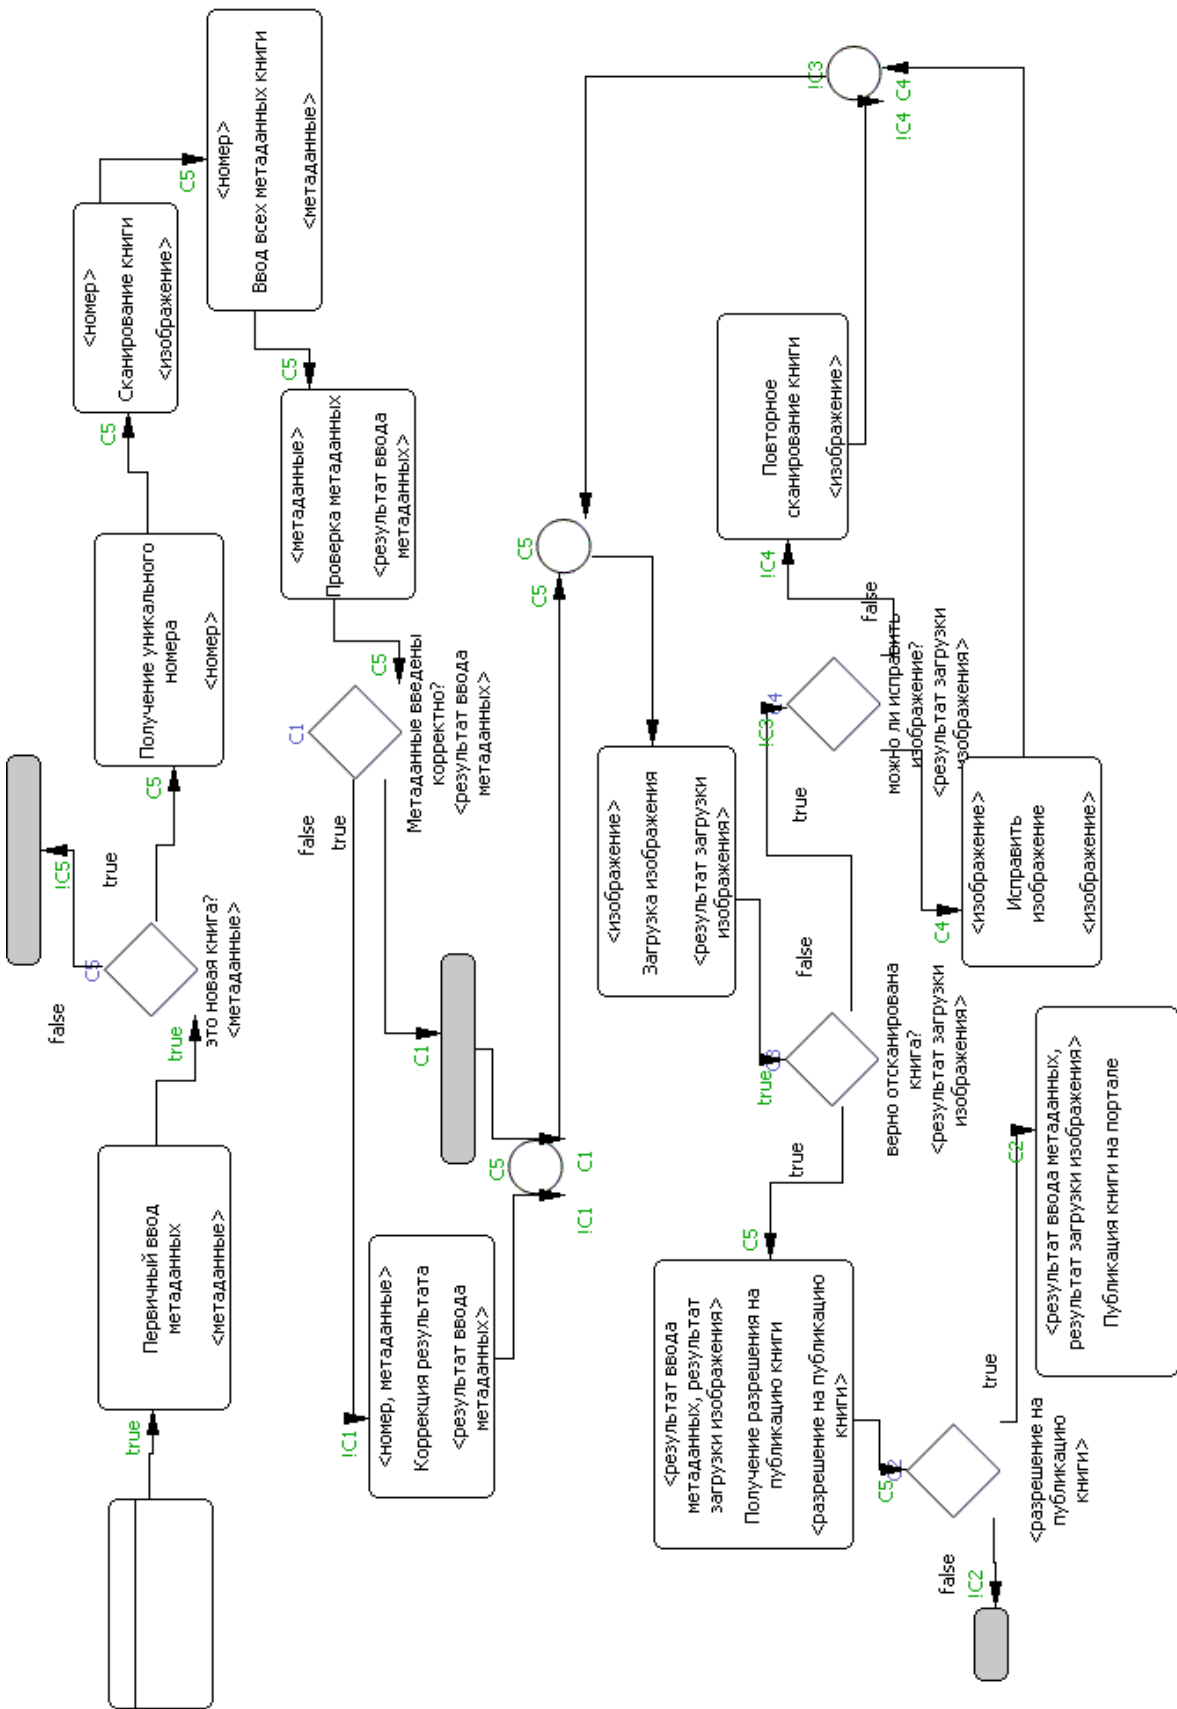 true
Первичный ввод
метаданных
<метаданные>
true
это новая книга?
<метаданные>
C5
false
!C5
true
C5
Получение уникального
номера
<номер>
C5
<номер>
Сканирование книги
<изображение>
C5
<номер>
Ввод всех метаданных книги
<метаданные>
C5
<метаданные>
Проверка метаданных
<результат ввода
метаданных>
C5
C1
Метаданные введены
корректно?
<результат ввода
метаданных>
false
true
!C1
<номер, метаданные>
Коррекция результата
<результат ввода
метаданных>
C1
C5
!C1
C1
C5
C5
<изображение>
Загрузка изображения
<результат загрузки
изображения>
true
C3
верно отсканирована
книга?
<результат загрузки
изображения>
false
true
true
!C3
C4
можно ли исправить
изображение?
<результат загрузки
изображения>
false
!C4
Повторное
сканирование книги
<изображение>
C4
<изображение>
Исправить
изображение
<изображение>
!C3
!C4
C4
C5
<результат ввода
метаданных, результат
загрузки изображения>
Получение разрешения на
публикацию книги
<разрешение на публикацию
книги>
C5
C2
<разрешение на
публикацию
книги>
false
!C2
true
C2
<результат ввода метаданных,
результат загрузки изображения>
Публикация книги на портале